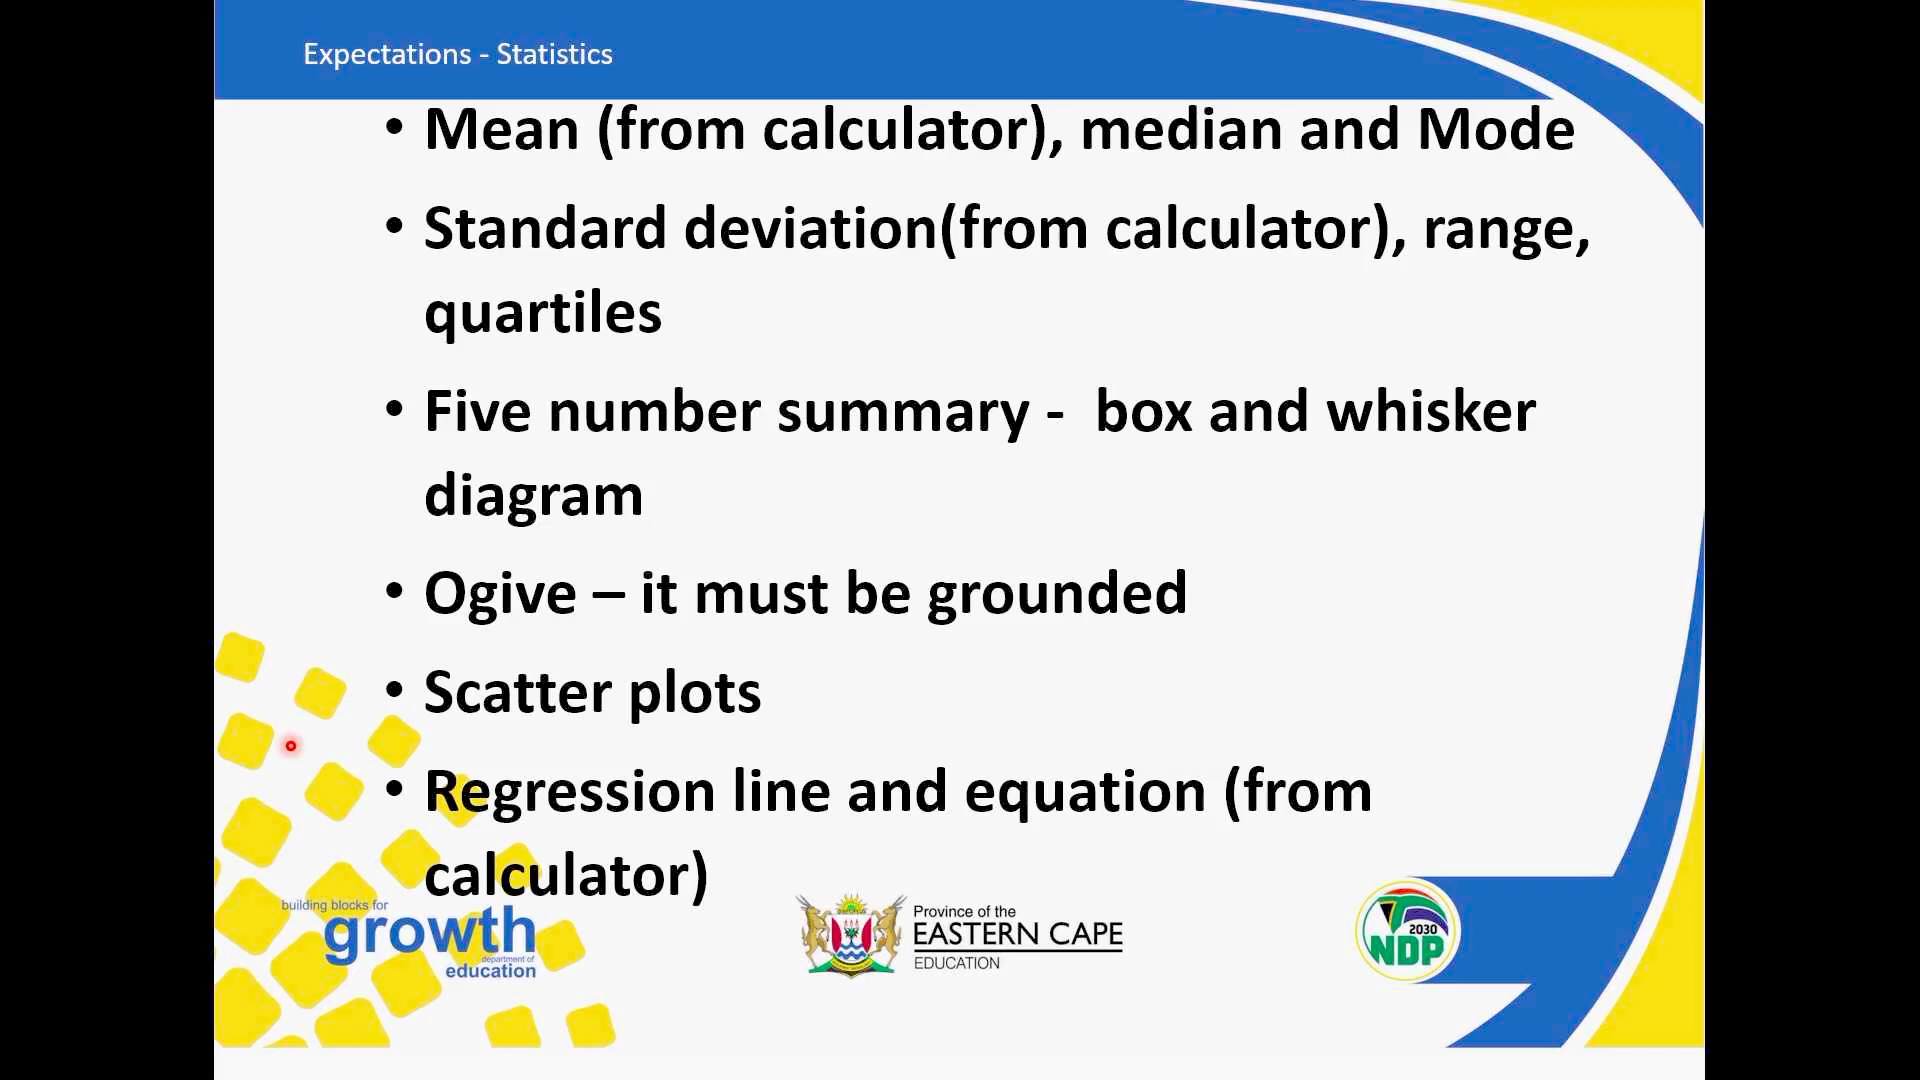 Expectations - Statistics
• Mean (from calculator), median and Mode
• Standard deviation(from calculator), range,
quartiles
• Five number summary -  box and whisker
diagram
• Ogive – it must be grounded
• Scatter plots
• Regression line and equation (from
calculator)
building blocks for
growth
department of
education
Province of the
EASTERN CAPE
EDUCATION
2030
NDP